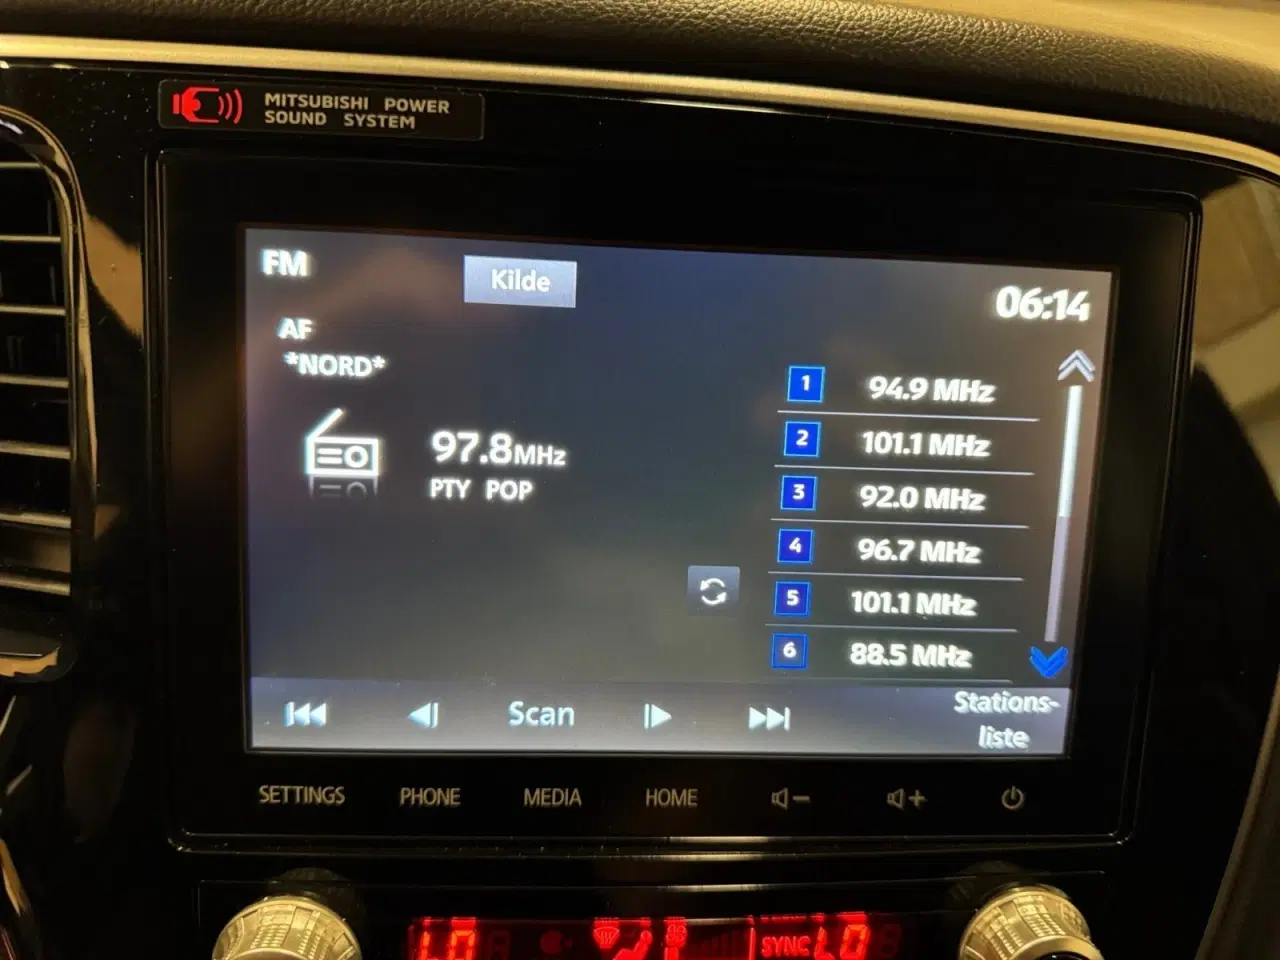 MITSUBISHI POWER
SOUND SYSTEM
FM
Kilde
06:14
AF
*NORD*
97.8MHz
PTY POP
1 94.9 MHz
2 101.1 MHz
3 92.0 MHz
4 96.7 MHz
5 101.1 MHz
6 88.5 MHz
Scan
Stations-
liste
SETTINGS PHONE MEDIA HOME
LO SYNC LO